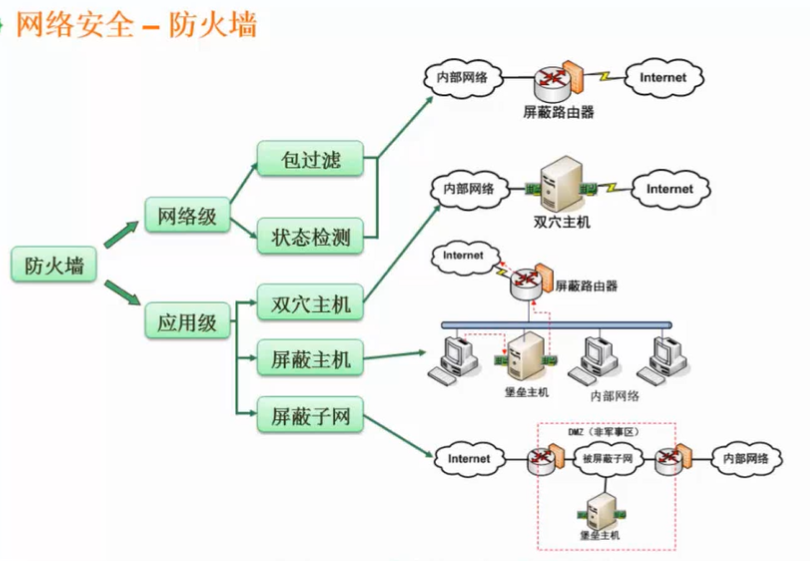 网络安全 – 防火墙
防火墙
网络级
应用级
包过滤
状态检测
双穴主机
屏蔽主机
屏蔽子网
内部网络
Internet
屏蔽路由器
内部网络
Internet
双穴主机
Internet
屏蔽路由器
堡垒主机
内部网络
DMZ（非军事区）
Internet
被屏蔽子网
内部网络
堡垒主机